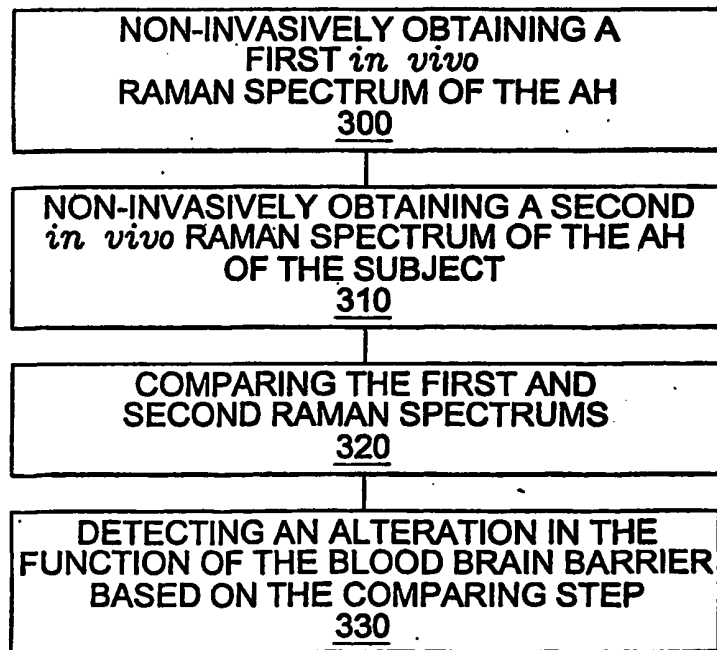 NON-INVASIVELY OBTAINING A
FIRST in vivo
RAMAN SPECTRUM OF THE AH
300
NON-INVASIVELY OBTAINING A SECOND
in vivo RAMAN SPECTRUM OF THE AH
OF THE SUBJECT
310
COMPARING THE FIRST AND
SECOND RAMAN SPECTRUMS
320
DETECTING AN ALTERATION IN THE
FUNCTION OF THE BLOOD BRAIN BARRIER
BASED ON THE COMPARING STEP
330